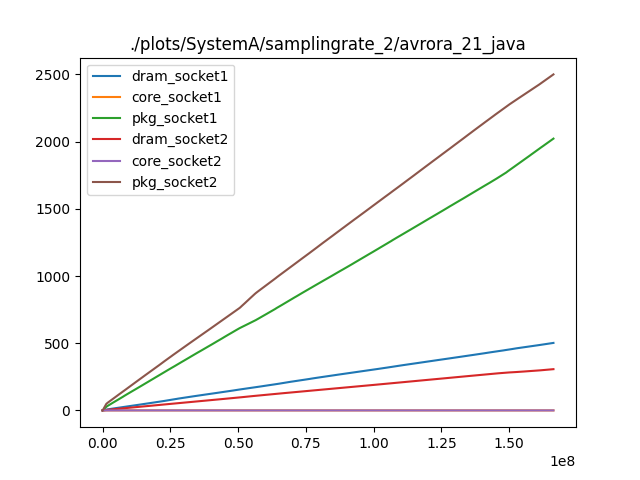 ./plots/SystemA/samplingrate_2/avrora_21_java
2500
2000
1500
1000
500
0
dram_socket1
core_socket1
pkg_socket1
dram_socket2
core_socket2
pkg_socket2
0.00 0.25 0.50 0.75 1.00 1.25 1.50
1e8